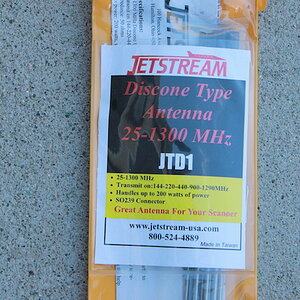 JETSTREAM
Discone Type
Antenna
25-1300 MHz
JTD1
• 25-1300 MHz
• Transmit on:144-220-440-900-1290MHz
• Handles up to 200 watts of power
• SO239 Connector
Great Antenna For Your Scanner
www.jetstream-usa.com
800-524-4889
Made in Taiwan